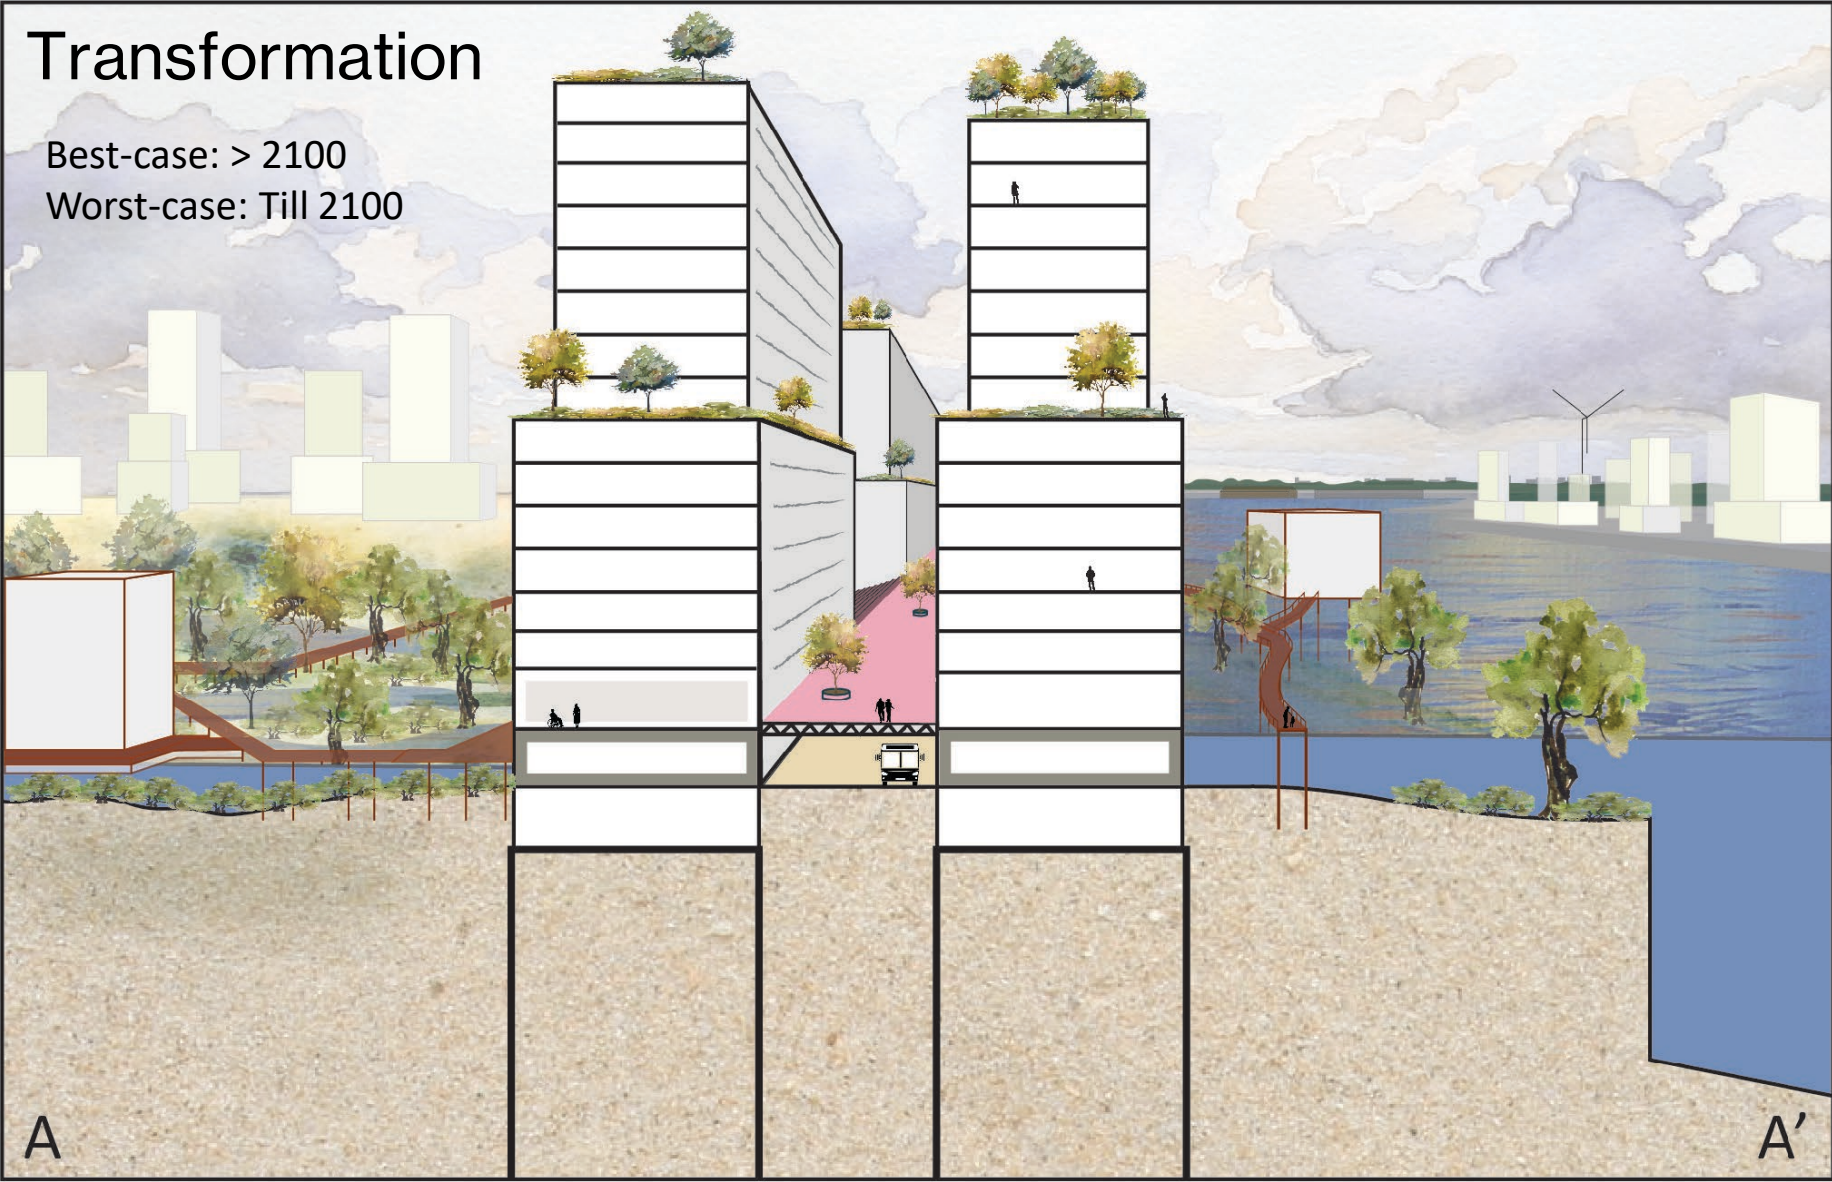 Transformation
Best-case: > 2100
Worst-case: Till 2100
A
A’